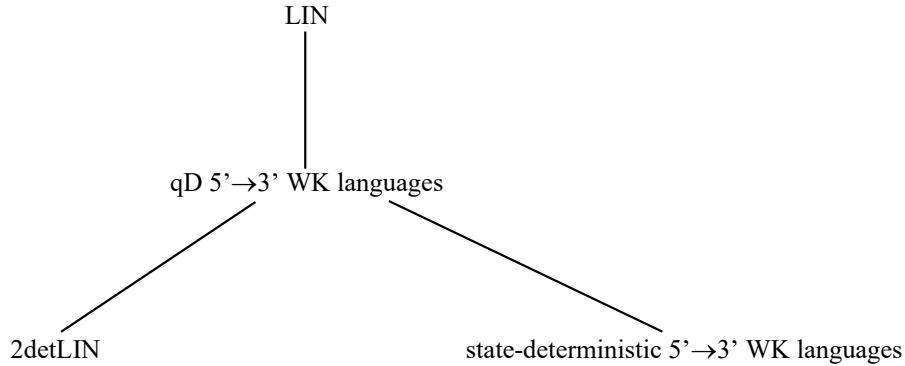 LIN
qD 5’→3’ WK languages
2detLIN
state-deterministic 5’→3’ WK languages